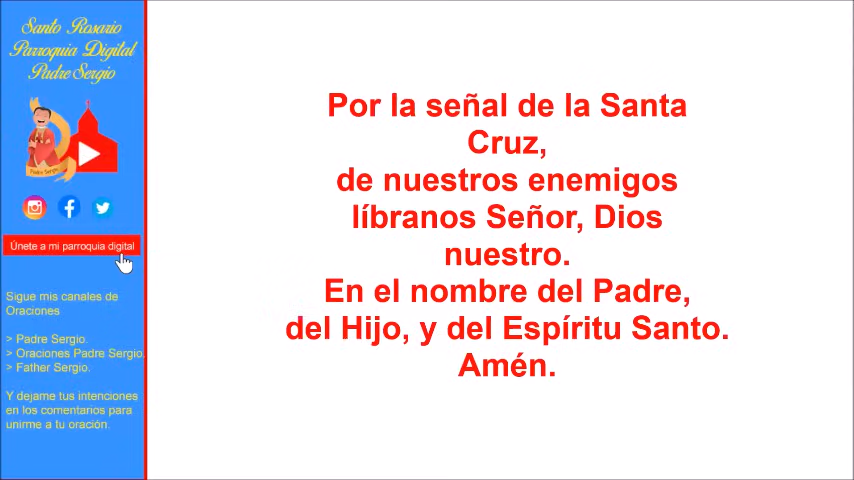 Santo Rosario
Parroquia Digital
Padre Sergio
Padre Sergio
Únete a mi parroquia digital
Sigue mis canales de
Oraciones
> Padre Sergio.
> Oraciones Padre Sergio.
> Father Sergio.
Y dejame tus intenciones
en los comentarios para
unirme a tu oración.
Por la señal de la Santa
Cruz,
de nuestros enemigos
líbranos Señor, Dios
nuestro.
En el nombre del Padre,
del Hijo, y del Espíritu Santo.
Amén.